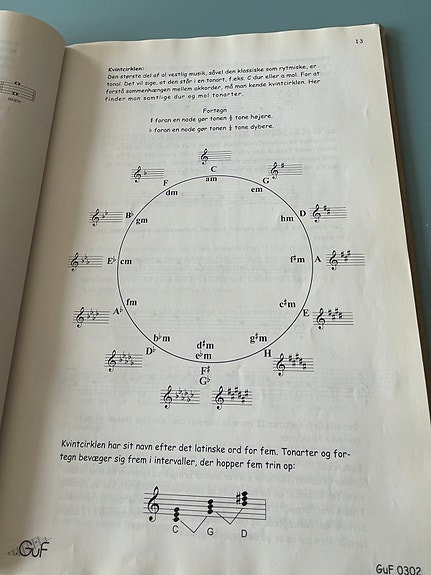 13
Kvintcirklen:
Den største del af al vestlig musik, såvel den klassiske som rytmiske, er
tonal. Det vil sige, at den står i en tonart, f.eks. C dur eller a mol. For at
forstå sammenhængen mellem akkorder, må man kende kvintcirklen. Her
finder man samtlige dur og mol tonarter.
Fortegn
♯ foran en node gør tonen ½ tone højere.
♭ foran en node gør tonen ½ tone dybere.
C
am
F
dm
G
em
B♭
gm
D
hm
E♭
cm
A
f♯m
A♭
fm
E
c♯m
D♭
b♭m
H
g♯m
d♯m
e♭m
F♯
G♭
Kvintcirklen har sit navn efter det latinske ord for fem. Tonarter og for-
tegn bevæger sig frem i intervaller, der hopper fem trin op:
C G D
GuF
GuF 0302